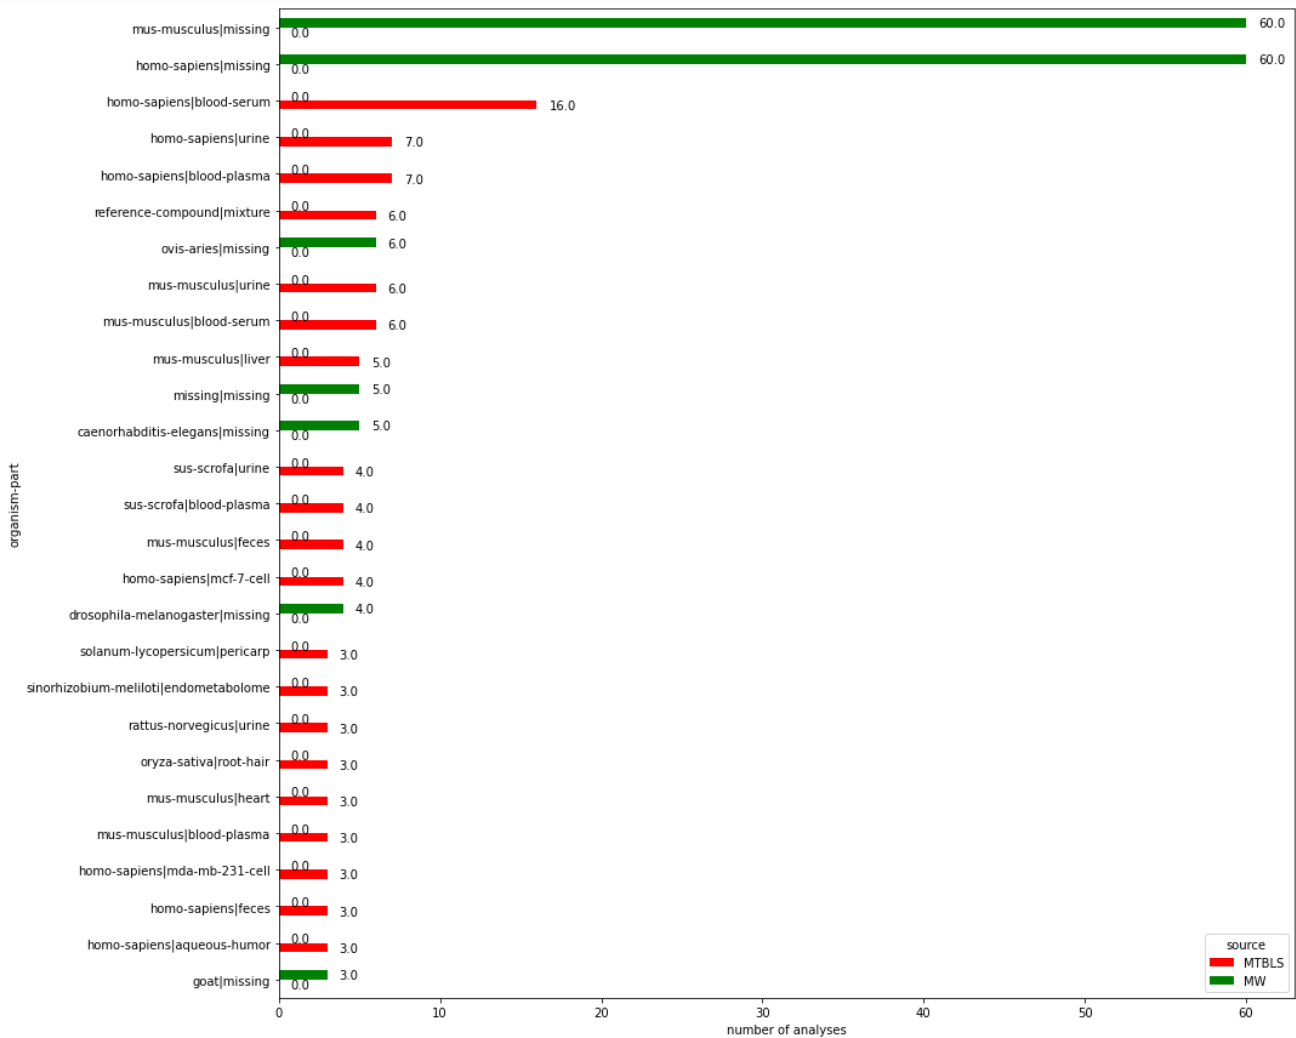 mus-musculus|missing
60.0
0.0
homo-sapiens|missing
60.0
0.0
homo-sapiens|blood-serum
0.0
16.0
homo-sapiens|urine
0.0
7.0
homo-sapiens|blood-plasma
0.0
7.0
reference-compound|mixture
0.0
6.0
ovis-aries|missing
6.0
0.0
mus-musculus|urine
0.0
6.0
mus-musculus|blood-serum
0.0
6.0
mus-musculus|liver
0.0
5.0
missing|missing
5.0
0.0
caenorhabditis-elegans|missing
5.0
0.0
sus-scrofa|urine
0.0
4.0
sus-scrofa|blood-plasma
0.0
4.0
mus-musculus|feces
0.0
4.0
homo-sapiens|mcf-7-cell
0.0
4.0
drosophila-melanogaster|missing
4.0
0.0
solanum-lycopersicum|pericarp
0.0
3.0
sinorhizobium-meliloti|endometabolome
0.0
3.0
rattus-norvegicus|urine
0.0
3.0
oryza-sativa|root-hair
0.0
3.0
mus-musculus|heart
0.0
3.0
mus-musculus|blood-plasma
0.0
3.0
homo-sapiens|mda-mb-231-cell
0.0
3.0
homo-sapiens|feces
0.0
3.0
homo-sapiens|aqueous-humor
0.0
3.0
goat|missing
3.0
0.0
organism-part
0 10 20 30 40 50 60
number of analyses
source
MTBLS
MW